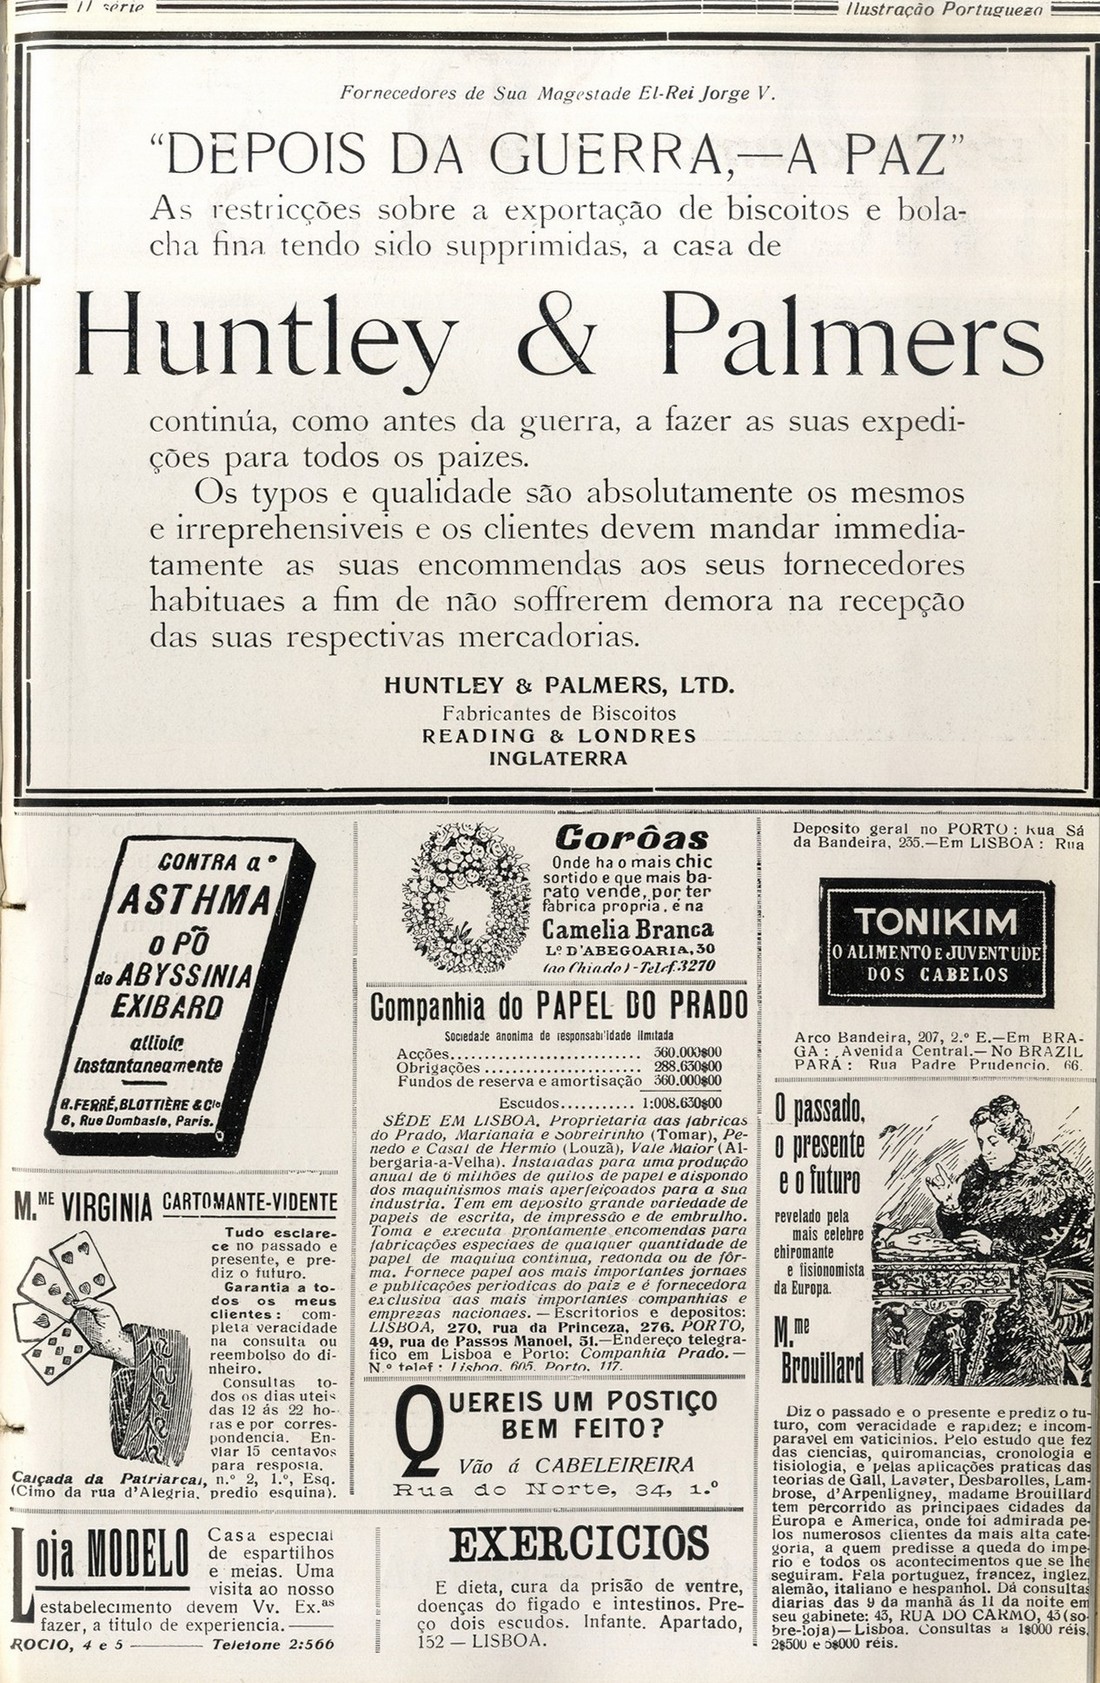 II série
Ilustração Portugueza
Fornecedores de Sua Magestade El-Rei Jorge V.
“DEPOIS DA GUERRA,—A PAZ”
As restricções sobre a exportação de biscoitos e bola-
cha fina tendo sido supprimidas, a casa de
Huntley & Palmers
continúa, como antes da guerra, a fazer as suas expedi-
ções para todos os paizes.
Os typos e qualidade são absolutamente os mesmos
e irreprehensiveis e os clientes devem mandar immedia-
tamente as suas encommendas aos seus fornecedores
habituaes a fim de não soffrerem demora na recepção
das suas respectivas mercadorias.
HUNTLEY & PALMERS, LTD.
Fabricantes de Biscoitos
READING & LONDRES
INGLATERRA
CONTRA a
ASTHMA
o PÕ
de ABYSSINIA
EXIBARD
allivie
instantaneamente
H.FERRÉ, BLOTTIÈRE & Cie
6, Rue Dombasle, Paris.
M.ME VIRGINIA CARTOMANTE-VIDENTE
Tudo esclare-
ce no passado e
presente, e pre-
diz o futuro.
Garantia a to-
dos os meus
clientes: com-
pleta veracidade
na consulta ou
reembolso do di-
nheiro.
Consultas to-
dos os dias uteis
das 12 ás 22 ho-
ras e por corres-
pondencia. En-
viar 15 centavos
para resposta.
Calçada da Patriarcal, n.º 2, 1.º, Esq.
(Cimo da rua d'Alegria, predio esquina).
Loja MODELO
Casa especial
de espartilhos
e meias. Uma
visita ao nosso
estabelecimento devem Vv. Ex.as
fazer, a titulo de experiencia.
ROCIO, 4 e 5 — Telefone 2:566
Corôas
Onde ha o mais chic
sortido e que mais ba-
rato vende, por ter
fabrica propria, é na
Camelia Branca
L.º D'ABEGOARIA, 30
(ao Chiado) - Telef. 3270
Companhia do PAPEL DO PRADO
Sociedade anonima de responsabilidade limitada
Acções............................ 360.000$00
Obrigações........................ 288.630$00
Fundos de reserva e amortisação 360.000$00
Escudos.......... 1:008.630$00
SÉDE EM LISBOA. Proprietaria das fabricas
do Prado, Marianaia e Sobreirinho (Tomar), Pe-
nedo e Casal de Hermio (Louzã), Vale Maior (Al-
bergaria-a-Velha). Instaladas para uma produção
anual de 6 milhões de quilos de papel e dispondo
dos maquinismos mais aperfeiçoados para a sua
industria. Tem em deposito grande variedade de
papeis de escrita, de impressão e de embrulho.
Toma e executa prontamente encomendas para
fabricações especiaes de qualquer quantidade de
papel de maquina continua, redonda ou de fôr-
ma. Fornece papel aos mais importantes jornaes
e publicações periodicas do paiz e é fornecedora
exclusiva das mais importantes companhias e
emprezas nacionaes. — Escritorios e depositos:
LISBOA, 270, rua da Princeza, 276. PORTO,
49, rua de Passos Manoel, 51.—Endereço telegra-
fico em Lisboa e Porto: Companhia Prado.—
N.º telef.: Lisboa, 605, Porto, 117.
QUEREIS UM POSTIÇO
BEM FEITO?
Vão á CABELEIREIRA
Rua do Norte, 34, 1.º
EXERCICIOS
E dieta, cura da prisão de ventre,
doenças do figado e intestinos. Pre-
ço dois escudos. Infante. Apartado,
152 — LISBOA.
Deposito geral no PORTO: Rua Sá
da Bandeira, 255.—Em LISBOA: Rua
TONIKIM
O ALIMENTO E JUVENTUDE
DOS CABELOS
Arco Bandeira, 207, 2.º E.—Em BRA-
GA: Avenida Central.—No BRAZIL
PARÁ: Rua Padre Prudencio, 66.
O passado,
o presente
e o futuro
revelado pela
mais celebre
chiromante
e fisionomista
da Europa.
M.me
Brouillard
Diz o passado e o presente e prediz o fu-
turo, com veracidade e rapidez; e incom-
paravel em vaticinios. Pelo estudo que fez
das ciencias, quiromancias, cronologia e
fisiologia, e pelas aplicações praticas das
teorias de Gall, Lavater, Desbarolles, Lam-
brose, d'Arpenligney, madame Brouillard
tem percorrido as principaes cidades da
Europa e America, onde foi admirada pe-
los numerosos clientes da mais alta cate-
goria, a quem predisse a queda do impe-
rio e todos os acontecimentos que se lhe
seguiram. Fala portuguez, francez, inglez,
alemão, italiano e hespanhol. Dá consultas
diarias das 9 da manhã ás 11 da noite em
seu gabinete: 43, RUA DO CARMO, 43 (so-
bre-loja)—Lisboa. Consultas a 1$000 réis,
2$500 e 5$000 réis.